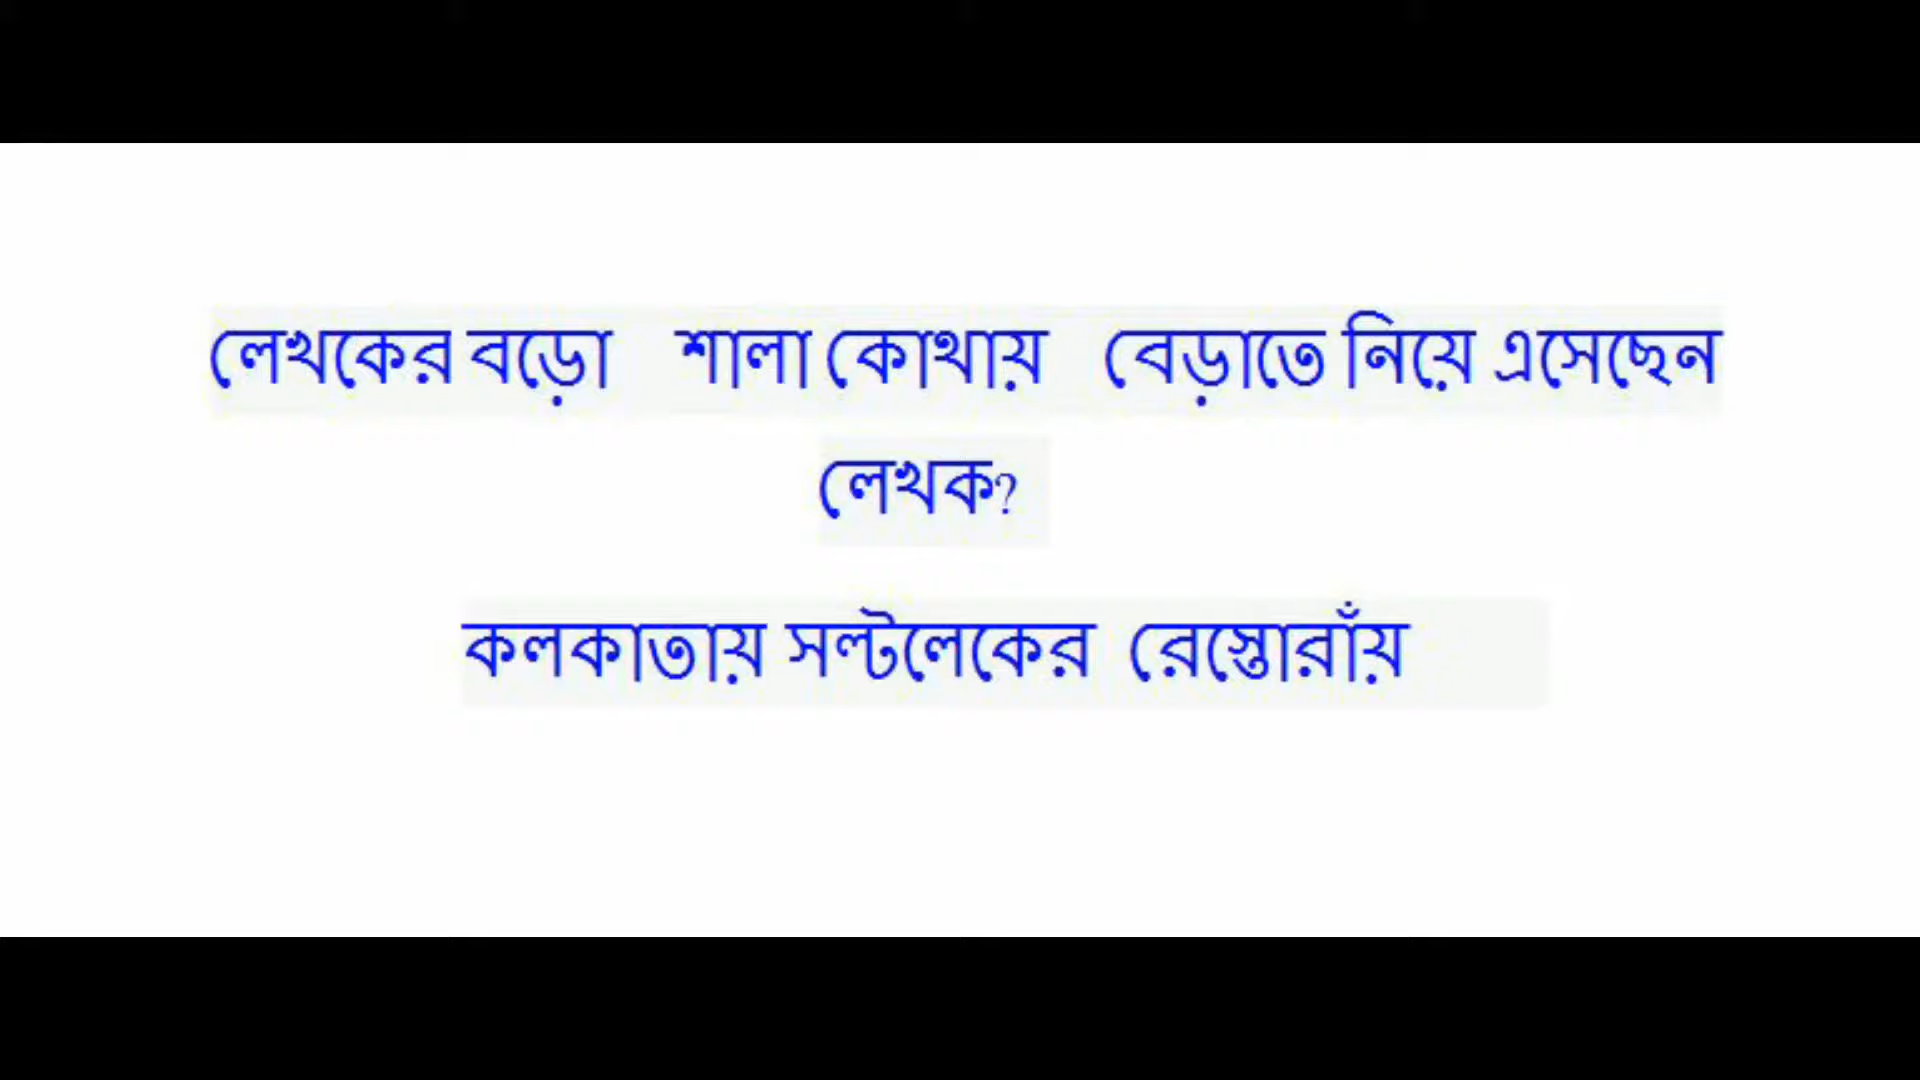 লেখকের বড়ো শালা কোথায় বেড়াতে নিয়ে এসেছেন
লেখক?
কলকাতায় সল্টলেকের রেস্তোরাঁয়